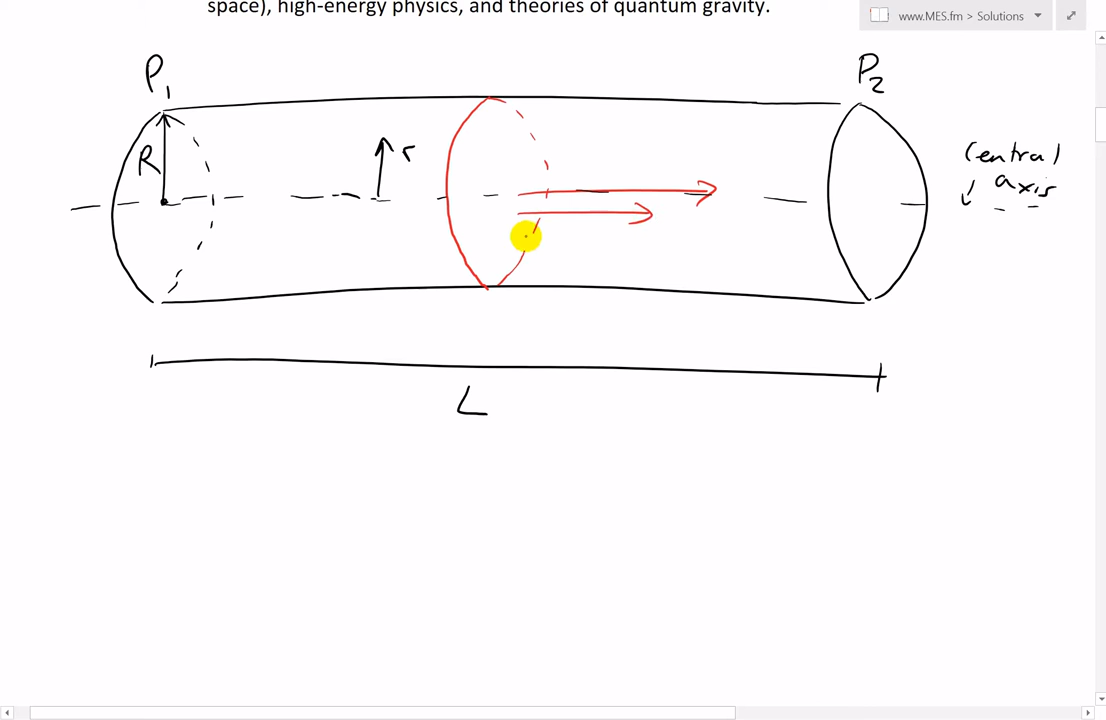 space), high-energy physics, and theories of quantum gravity.
www.MES.fm > Solutions
P1
P2
R
r
Central
axis
L